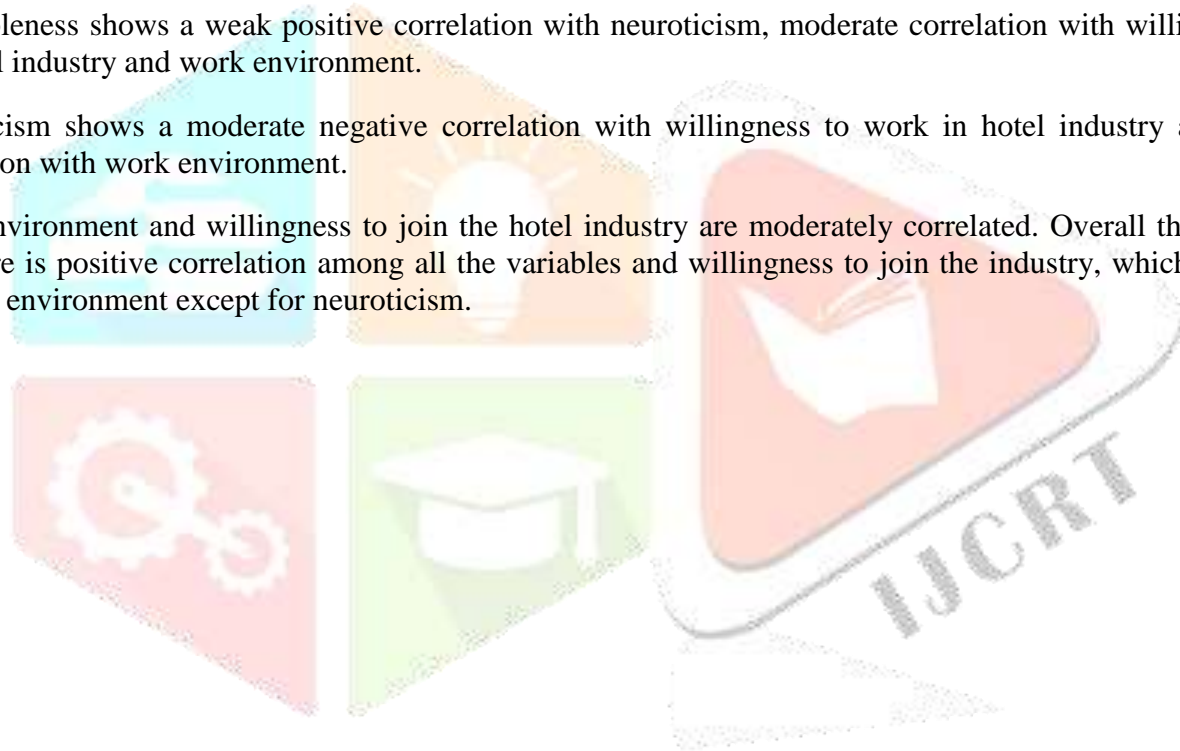 leness shows a weak positive correlation with neuroticism, moderate correlation with willi
l industry and work environment.
cism shows a moderate negative correlation with willingness to work in hotel industry a
on with work environment.
nvironment and willingness to join the hotel industry are moderately correlated. Overall th
re is positive correlation among all the variables and willingness to join the industry, which
environment except for neuroticism.
IJCRT